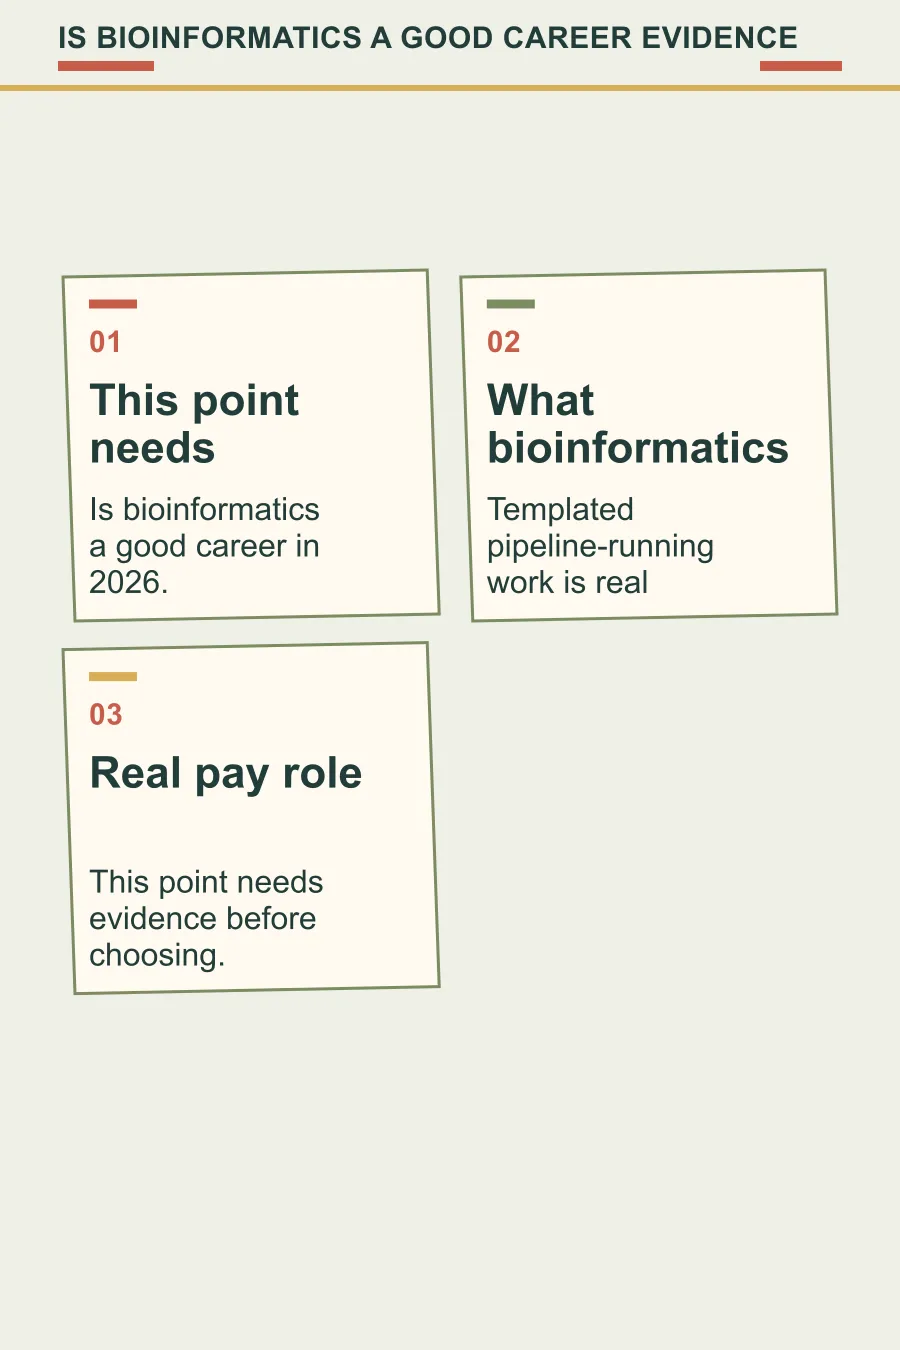 IS BIOINFORMATICS A GOOD CAREER EVIDENCE
01
This point
needs
Is bioinformatics
a good career in
2026.
02
What
bioinformatics
Templated
pipeline-running
work is real
03
Real pay role
This point needs
evidence before
choosing.